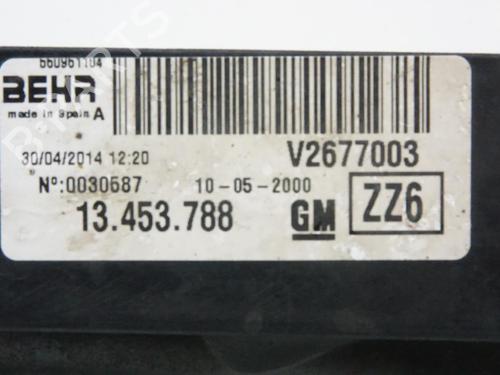 660961104
BEHR
made in Spain A
30/04/2014 12:20
V2677003
Nº:0030587
10-05-2000
13.453.788
GM
ZZ6